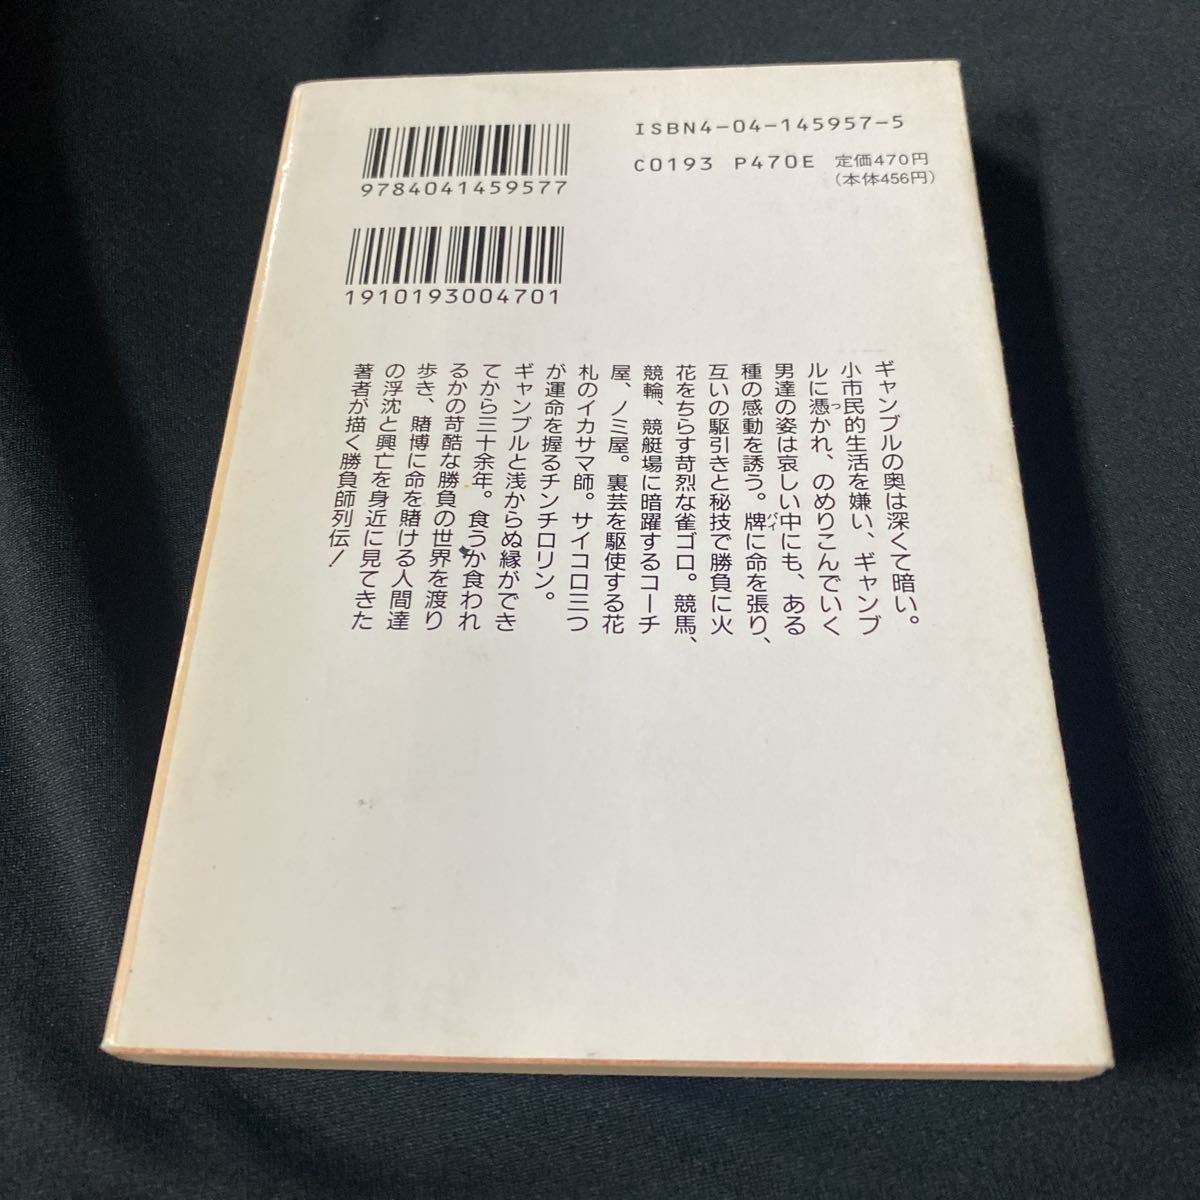 ISBN4-04-145957-5
C0193 P470E 定価470円
(本体456円)
9784041459577
1910193004701
ギャンブルの奥は深くて暗い。
小市民的生活を嫌い、ギャンブ
ルに憑かれ、のめりこんでいく
つ
男達の姿は哀しい中にも、ある
種の感動を誘う。牌に命を張り、
パイ
互いの駆引きと秘技で勝負に火
花をちらす苛烈な雀ゴロ。競馬、
競輪、競艇場に暗躍するコーチ
屋、ノミ屋。裏芸を駆使する花
札のイカサマ師。サイコロ三つ
が運命を握るチンチロリン。
ギャンブルと浅からぬ縁ができ
てから三十余年。食うか食われ
るかの苛酷な勝負の世界を渡り
歩き、賭博に命を賭ける人間達
の浮沈と興亡を身近に見てきた
著者が描く勝負師列伝!